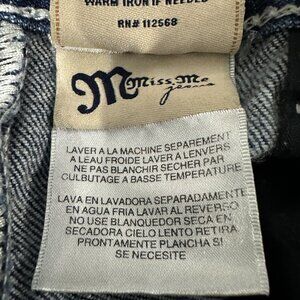 WARM IRON IF NEEDED
RN# 112568
M Miss Me
jeans
LAVER A LA MACHINE SEPAREMENT
A LEAU FROIDE LAVER A LENVERS
NE PAS BLANCHIR SECHER PAR
CULBUTAGE A BASSE TEMPERATURE
LAVA EN LAVADORA SEPARADAMENTE
EN AGUA FRIA LAVAR AL REVERSO
NO USE BLANQUEDOR SECA EN
SECADORA CIELO LENTO RETIRA
PRONTAMENTE PLANCHA SI
SE NECESITE